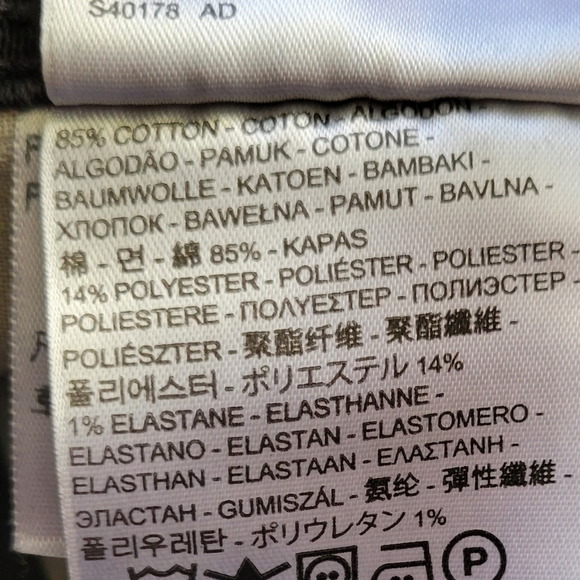 S40178 AD
85% COTTON - COTON - ALGODÓN -
ALGODÃO - PAMUK - COTONE -
BAUMWOLLE - KATOEN - BAMBAKI -
ХЛОПОК - BAWEŁNA - PAMUT - BAVLNA -
棉 - 면 - 綿 85% - KAPAS
14% POLYESTER - POLIÉSTER - POLIESTER -
POLIESTERE - ΠΟΛΥΕΣΤΕΡ - ПОЛИЭСТЕР -
POLIÉSZTER - 聚酯纤维 - 聚酯纖維 -
폴리에스터 - ポリエステル 14%
1% ELASTANE - ELASTHANNE -
ELASTANO - ELASTAN - ELASTOMERO -
ELASTHAN - ELASTAAN - ΕΛΑΣΤΑΝΗ -
ЭЛАСТАН - GUMISZÁL - 氨纶 - 彈性纖維 -
폴리우레탄 - ポリウレタン 1%
P